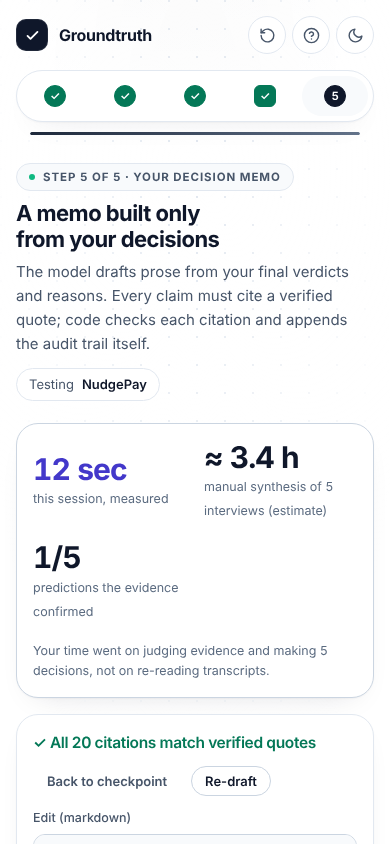 Groundtruth
5
STEP 5 OF 5 · YOUR DECISION MEMO
A memo built only
from your decisions
The model drafts prose from your final verdicts
and reasons. Every claim must cite a verified
quote; code checks each citation and appends
the audit trail itself.
Testing NudgePay
12 sec
this session, measured
≈ 3.4 h
manual synthesis of 5
interviews (estimate)
1/5
predictions the evidence
confirmed
Your time went on judging evidence and making 5
decisions, not on re-reading transcripts.
✓ All 20 citations match verified quotes
Back to checkpoint
Re-draft
Edit (markdown)